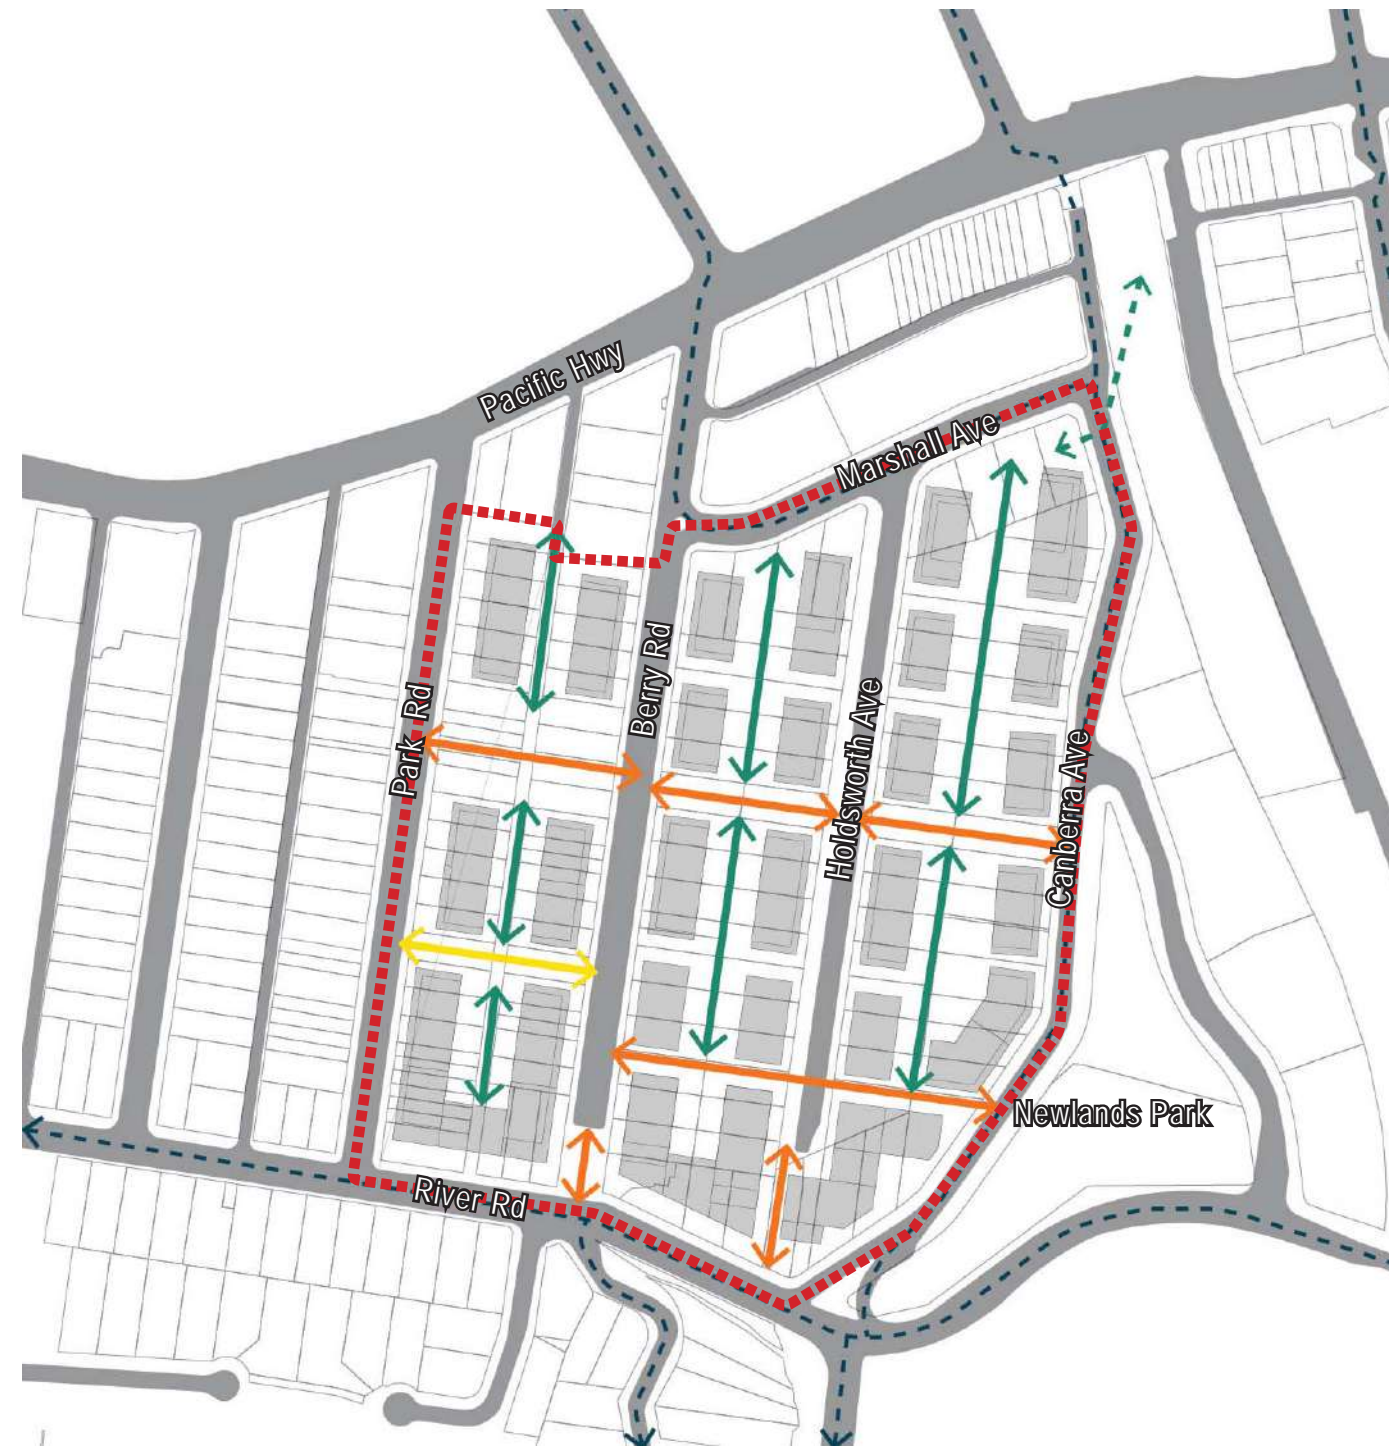 Pacific Hwy
Marshall Ave
Berry Rd
Park Rd
Holdsworth Ave
Canberra Ave
Newlands Park
River Rd